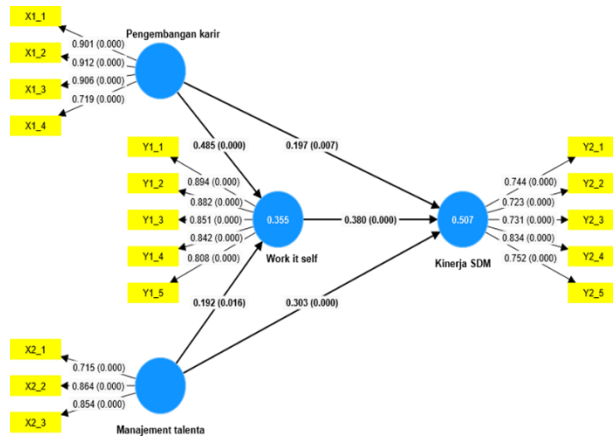 X1_1
Pengembangan karir
X1_2
0.901 (0.000)
0.912 (0.000)
X1_3
0.906 (0.000)
0.719 (0.000)
X1_4
0.485 (0.000)
0.197 (0.007)
Y1_1
Y2_1
0.894 (0.000)
0.744 (0.000)
Y1_2
Y2_2
0.882 (0.000)
0.723 (0.000)
Y1_3
0.851 (0.000)
0.355
0.380 (0.000)
0.507
0.731 (0.000)
Y2_3
0.842 (0.000)
0.834 (0.000)
Y1_4
Y2_4
0.808 (0.000)
0.752 (0.000)
Work it self
Kinerja SDM
Y1_5
Y2_5
0.192 (0.016)
0.303 (0.000)
X2_1
0.715 (0.000)
X2_2
0.864 (0.000)
0.854 (0.000)
X2_3
Manajement talenta